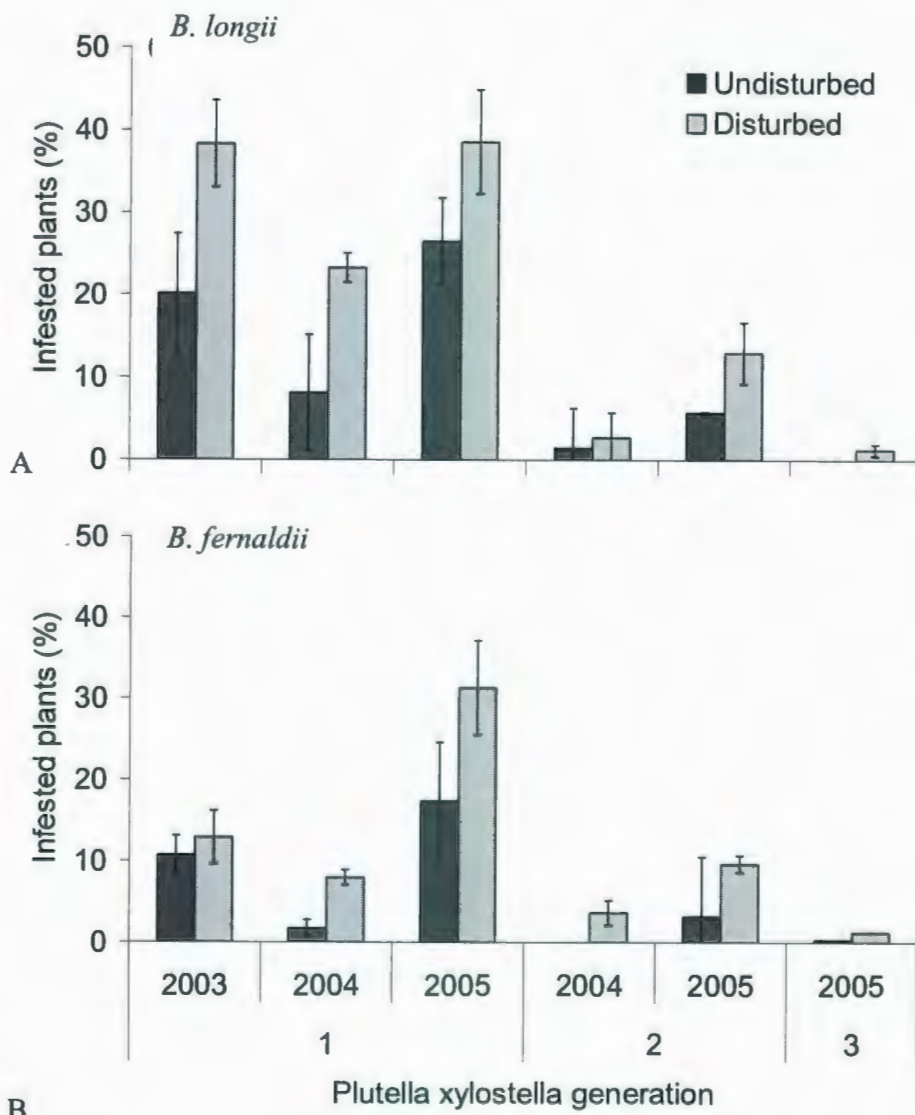 B. longii
50
40
30
20
10
0
Infested plants (%)
Undisturbed
Disturbed
A
B. fernaldii
50
40
30
20
10
0
Infested plants (%)
2003 2004 2005 2004 2005 2005
1 2 3
Plutella xylostella generation
B